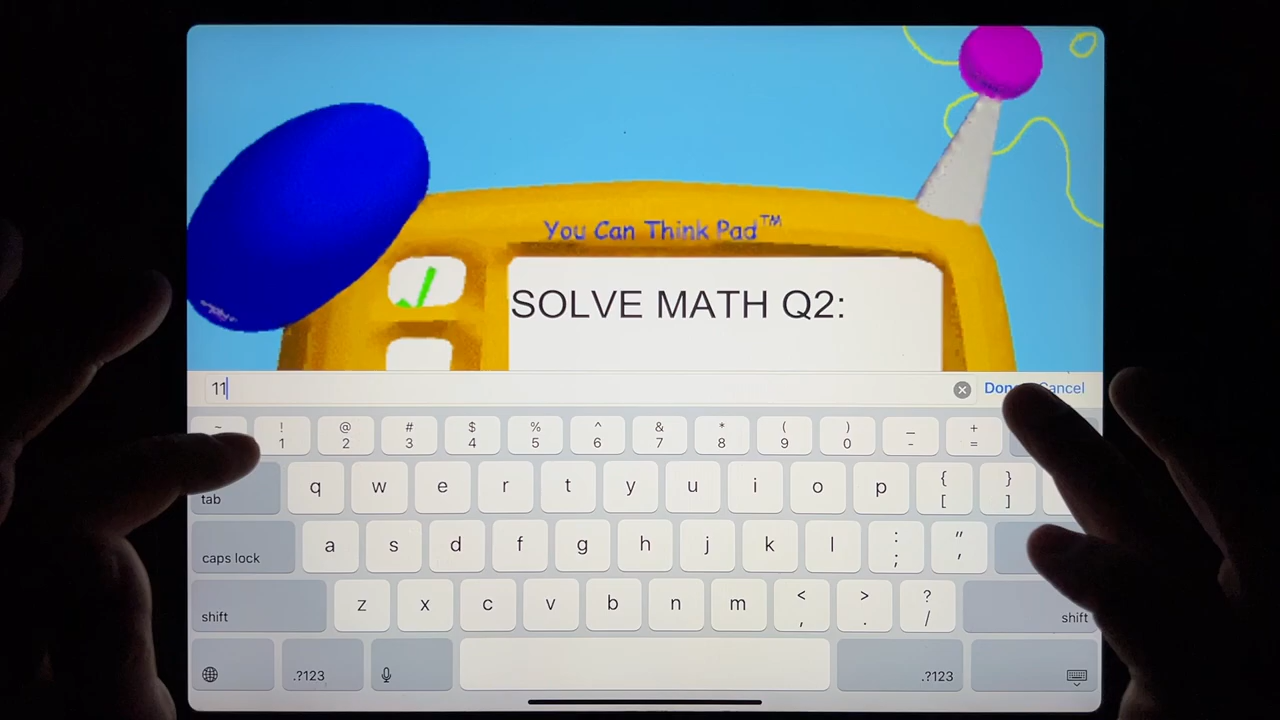 You Can Think Pad™
SOLVE MATH Q2:
11
Done Cancel
~ ! @ # $ % ^ & * ( ) _ +
1 2 3 4 5 6 7 8 9 0 - =
tab q w e r t y u i o p { [ } ]
caps lock a s d f g h j k l : ; " '
shift z x c v b n m < , > . ? / shift
.?123 .?123